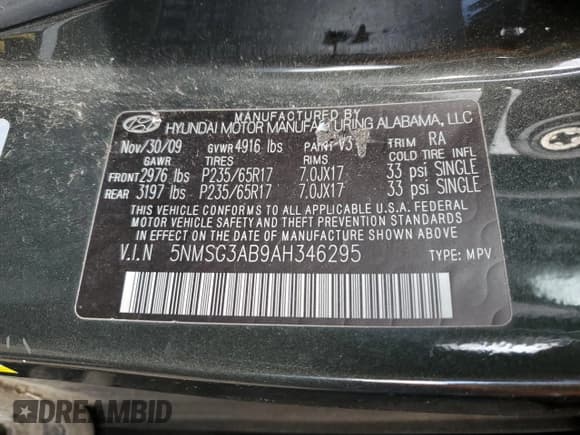 MANUFACTURED BY
HYUNDAI MOTOR MANUFACTURING ALABAMA, LLC
Nov/30/09 GVWR 4916 lbs PAINT V3 TRIM RA
GAWR TIRES RIMS COLD TIRE INF.
FRONT 2976 lbs P235/65R17 7.0JX17 33 psi SINGLE
REAR 3197 lbs P235/65R17 7.0JX17 33 psi SINGLE
THIS VEHICLE CONFORMS TO ALL APPLICABLE U.S.A. FEDERAL
MOTOR VEHICLE SAFETY AND THEFT PREVENTION STANDARDS
IN EFFECT ON THE DATE OF MANUFACTURE SHOWN ABOVE.
V.I.N 5NMSG3AB9AH346295 TYPE: MPV
DREAMBID